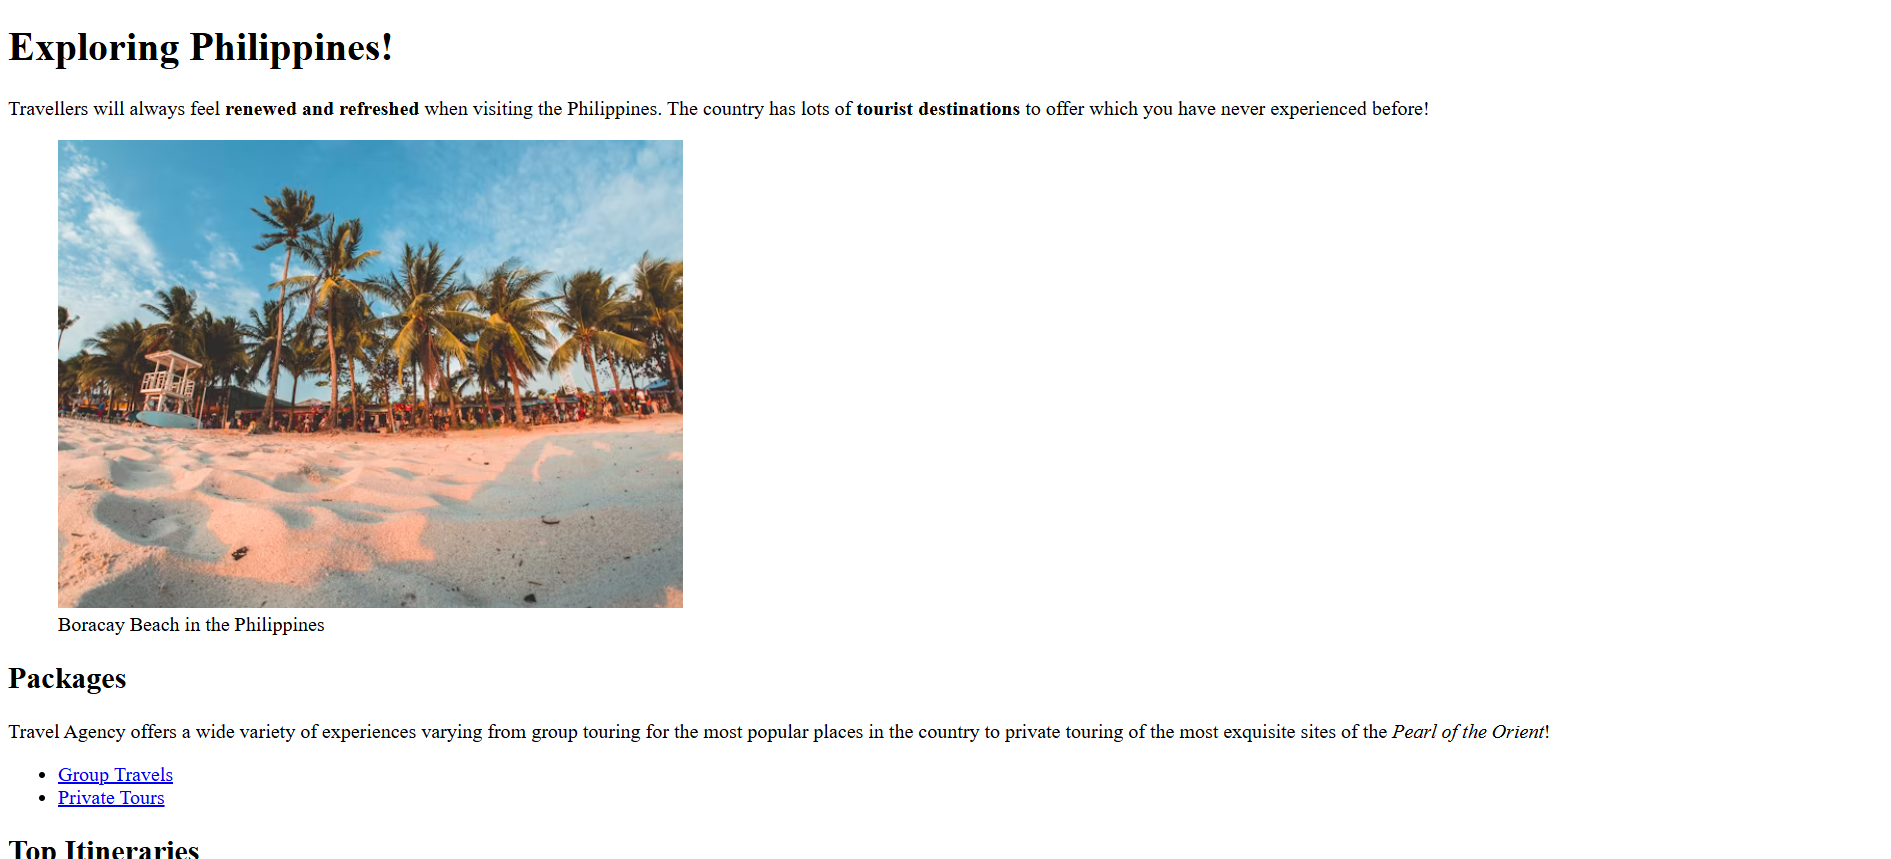 Exploring Philippines!
Travellers will always feel renewed and refreshed when visiting the Philippines. The country has lots of tourist destinations to offer which you have never experienced before!
Boracay Beach in the Philippines
Packages
Travel Agency offers a wide variety of experiences varying from group touring for the most popular places in the country to private touring of the most exquisite sites of the Pearl of the Orient!
Group Travels
Private Tours
Top Itineraries